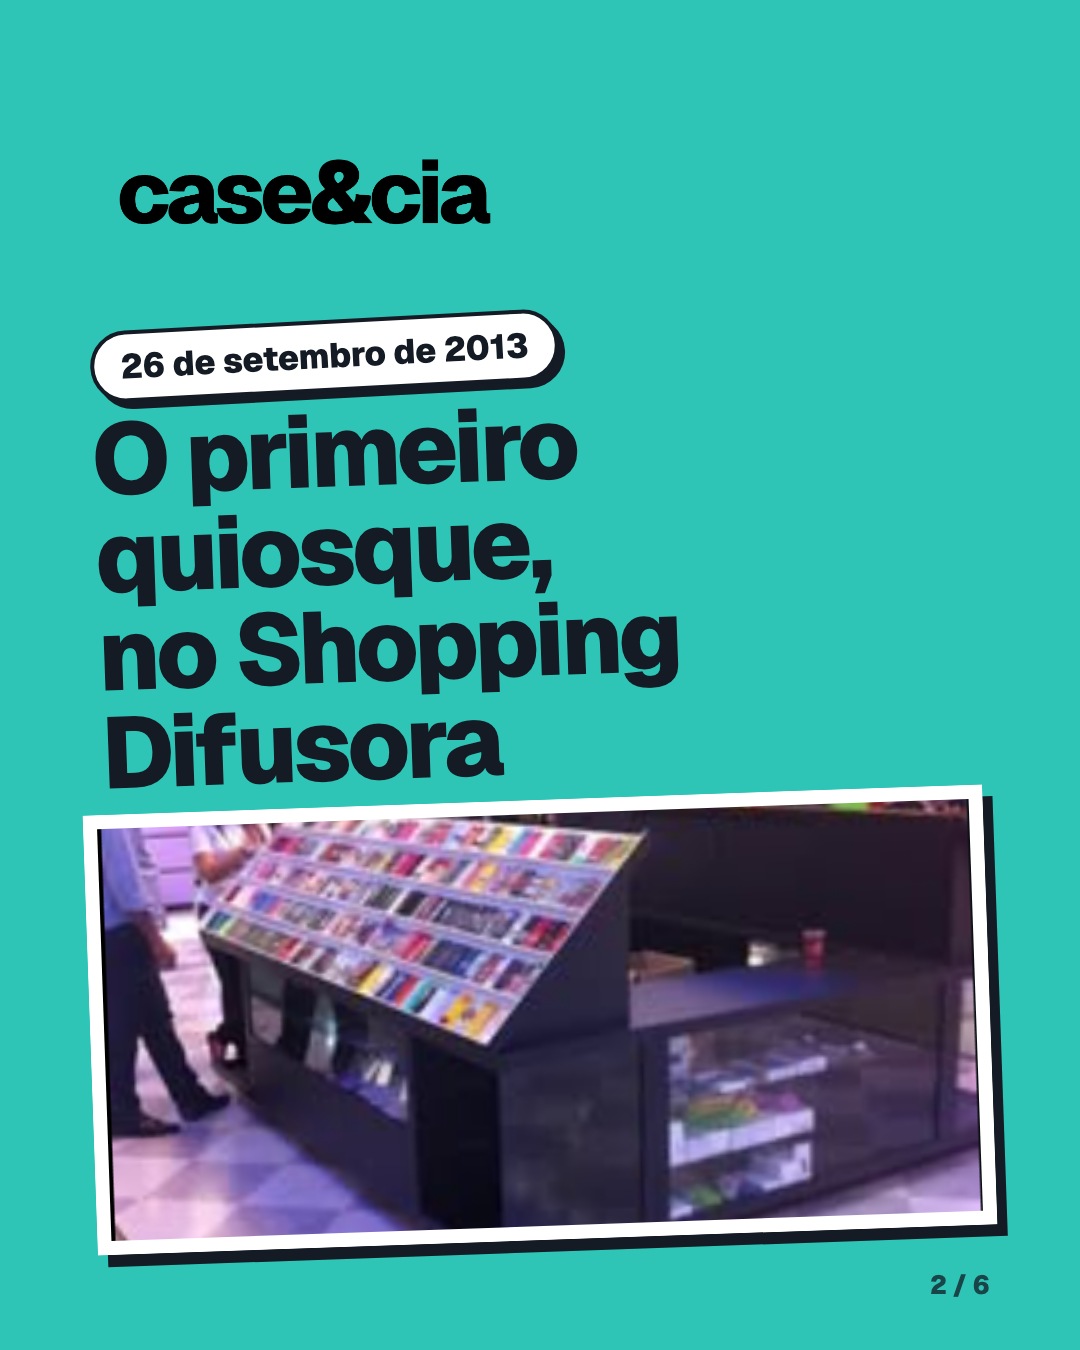 case&cia
26 de setembro de 2013
O primeiro
quiosque,
no Shopping
Difusora
2 / 6